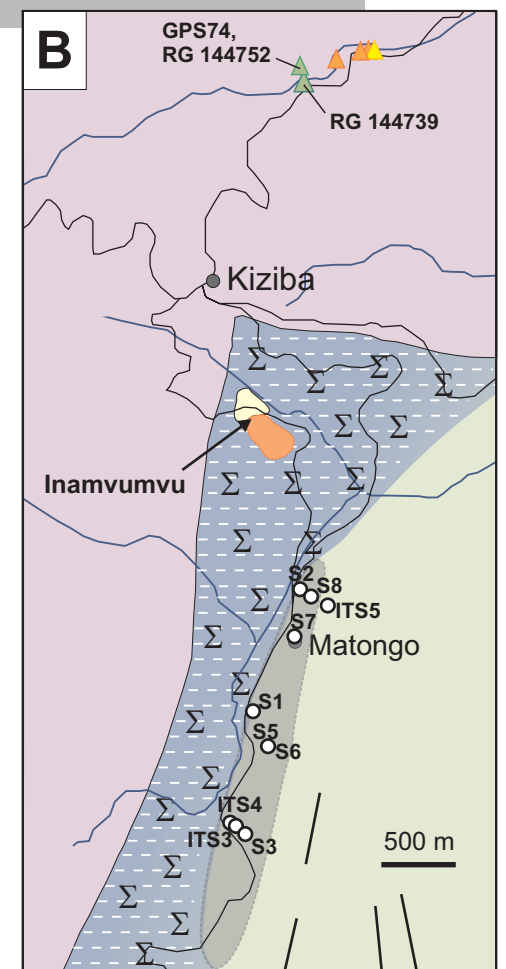 B
GPS74,
RG 144752
RG 144739
Kiziba
Σ
Σ
Σ
Σ
Σ
Σ
Inamvumvu
Σ
Σ
Σ
Σ
Σ
S2
S8
Σ
ITS5
S7
Σ
Matongo
Σ
S1
Σ
S5
S6
Σ
ITS4
Σ
ITS3
S3
500 m
Σ
Σ
Σ
Σ